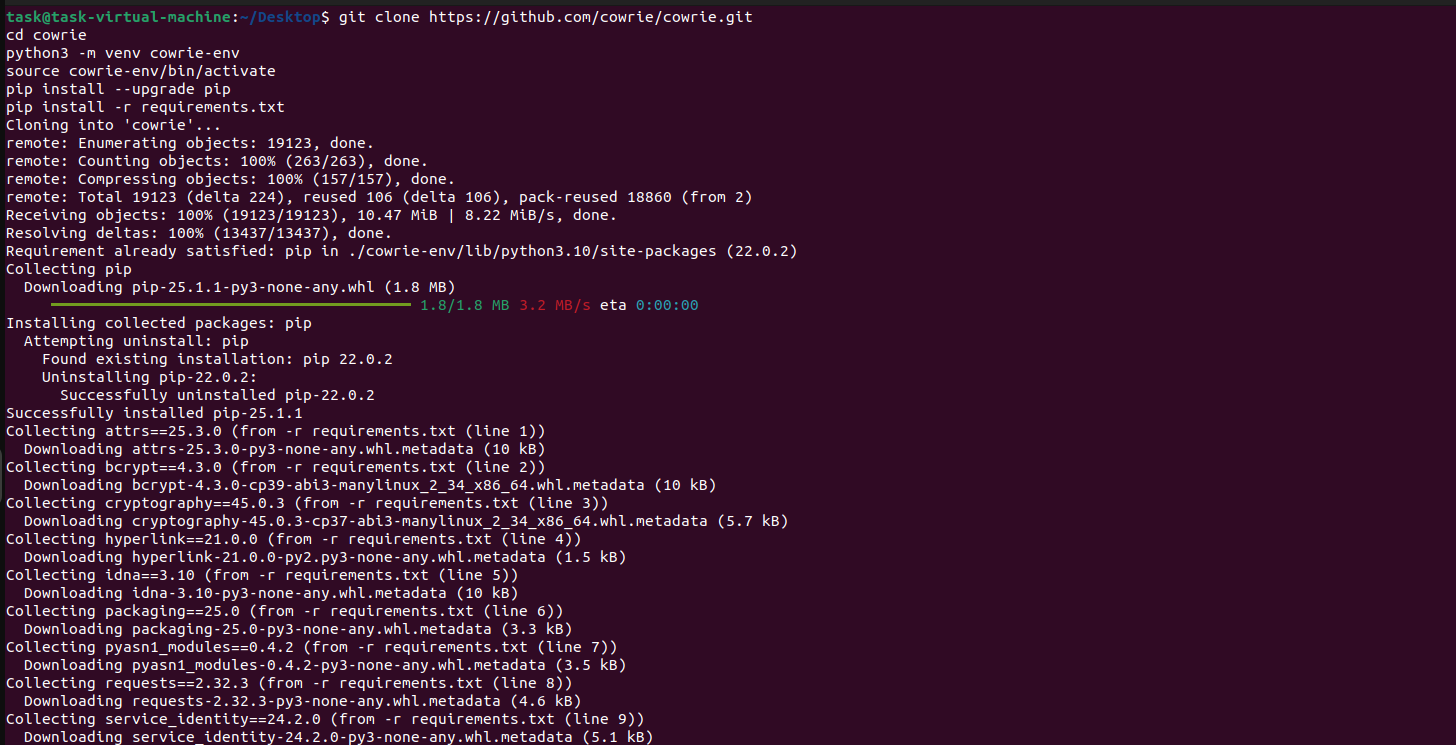 task@task-virtual-machine:~/Desktop$ git clone https://github.com/cowrie/cowrie.git
cd cowrie
python3 -m venv cowrie-env
source cowrie-env/bin/activate
pip install --upgrade pip
pip install -r requirements.txt
Cloning into 'cowrie'...
remote: Enumerating objects: 19123, done.
remote: Counting objects: 100% (263/263), done.
remote: Compressing objects: 100% (157/157), done.
remote: Total 19123 (delta 224), reused 106 (delta 106), pack-reused 18860 (from 2)
Receiving objects: 100% (19123/19123), 10.47 MiB | 8.22 MiB/s, done.
Resolving deltas: 100% (13437/13437), done.
Requirement already satisfied: pip in ./cowrie-env/lib/python3.10/site-packages (22.0.2)
Collecting pip
  Downloading pip-25.1.1-py3-none-any.whl (1.8 MB)
1.8/1.8 MB 3.2 MB/s eta 0:00:00
Installing collected packages: pip
  Attempting uninstall: pip
    Found existing installation: pip 22.0.2
    Uninstalling pip-22.0.2:
      Successfully uninstalled pip-22.0.2
Successfully installed pip-25.1.1
Collecting attrs==25.3.0 (from -r requirements.txt (line 1))
  Downloading attrs-25.3.0-py3-none-any.whl.metadata (10 kB)
Collecting bcrypt==4.3.0 (from -r requirements.txt (line 2))
  Downloading bcrypt-4.3.0-cp39-abi3-manylinux_2_34_x86_64.whl.metadata (10 kB)
Collecting cryptography==45.0.3 (from -r requirements.txt (line 3))
  Downloading cryptography-45.0.3-cp37-abi3-manylinux_2_34_x86_64.whl.metadata (5.7 kB)
Collecting hyperlink==21.0.0 (from -r requirements.txt (line 4))
  Downloading hyperlink-21.0.0-py2.py3-none-any.whl.metadata (1.5 kB)
Collecting idna==3.10 (from -r requirements.txt (line 5))
  Downloading idna-3.10-py3-none-any.whl.metadata (10 kB)
Collecting packaging==25.0 (from -r requirements.txt (line 6))
  Downloading packaging-25.0-py3-none-any.whl.metadata (3.3 kB)
Collecting pyasn1_modules==0.4.2 (from -r requirements.txt (line 7))
  Downloading pyasn1_modules-0.4.2-py3-none-any.whl.metadata (3.5 kB)
Collecting requests==2.32.3 (from -r requirements.txt (line 8))
  Downloading requests-2.32.3-py3-none-any.whl.metadata (4.6 kB)
Collecting service_identity==24.2.0 (from -r requirements.txt (line 9))
  Downloading service_identity-24.2.0-py3-none-any.whl.metadata (5.1 kB)